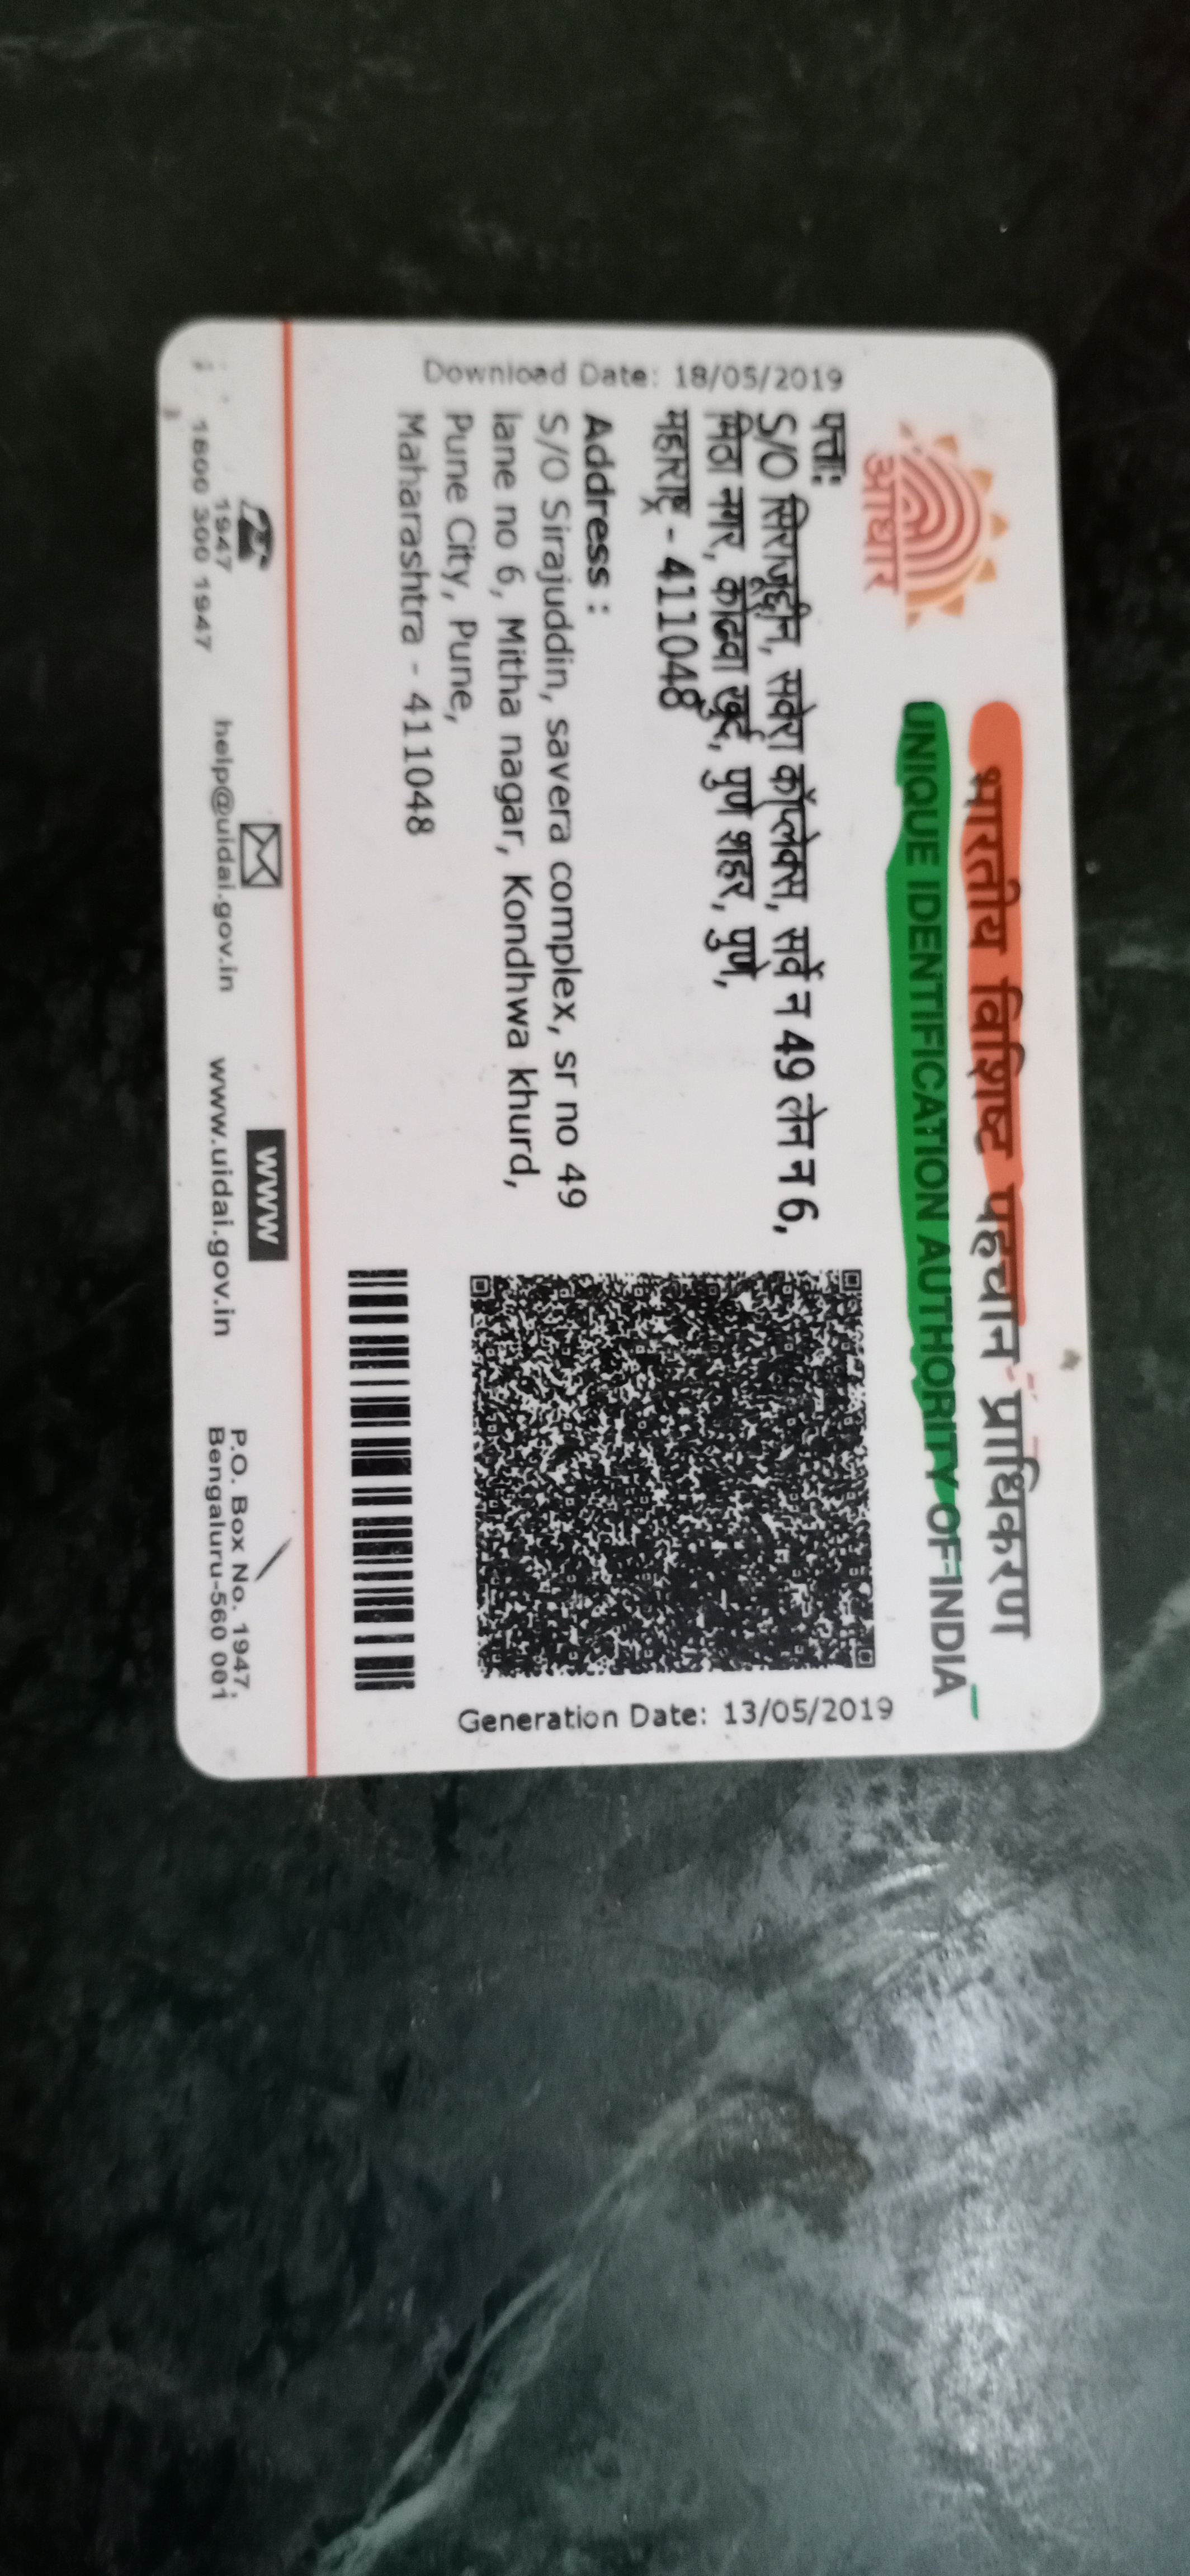 भारतीय विशिष्ट पहचान प्राधिकरण
UNIQUE IDENTIFICATION AUTHORITY OF INDIA
आधार
Download Date: 18/05/2019
पत्ता:
S/O सिराजुद्दीन, सवेरा कॉम्प्लेक्स, सर्वे न 49 लेन न 6,
मिठा नगर, कोंढवा खुर्द, पुणे शहर, पुणे,
महाराष्ट्र - 411048
Address :
S/O Sirajuddin, savera complex, sr no 49
lane no 6, Mitha nagar, Kondhwa khurd,
Pune City, Pune,
Maharashtra - 411048
Generation Date: 13/05/2019
1947
1800 300 1947
help@uidai.gov.in
www
www.uidai.gov.in
P.O. Box No. 1947,
Bengaluru-560 001